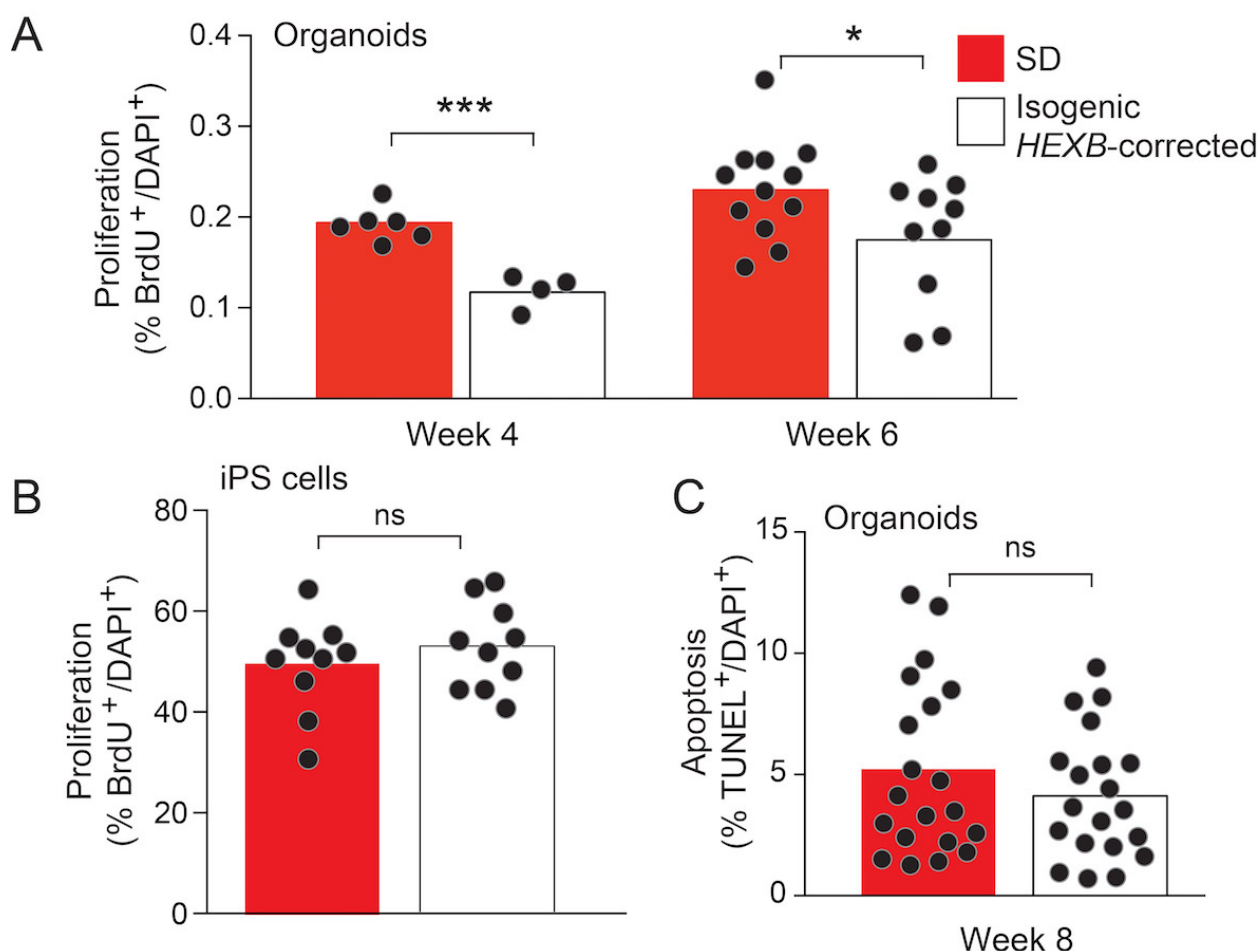 A
Organoids
Proliferation
(% BrdU⁺/DAPI⁺)
0.4
0.3
0.2
0.1
0.0
***
*
SD
Isogenic
HEXB-corrected
Week 4
Week 6
B
iPS cells
Proliferation
(% BrdU⁺/DAPI⁺)
80
60
40
20
0
ns
C
Organoids
Apoptosis
(% TUNEL⁺/DAPI⁺)
15
10
5
0
ns
Week 8